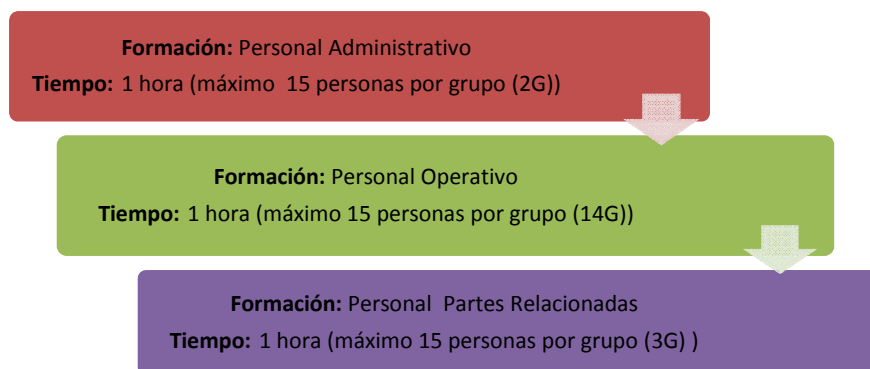 Formación: Personal Administrativo
Tiempo: 1 hora (máximo 15 personas por grupo (2G))
Formación: Personal Operativo
Tiempo: 1 hora (máximo 15 personas por grupo (14G))
Formación: Personal Partes Relacionadas
Tiempo: 1 hora (máximo 15 personas por grupo (3G) )